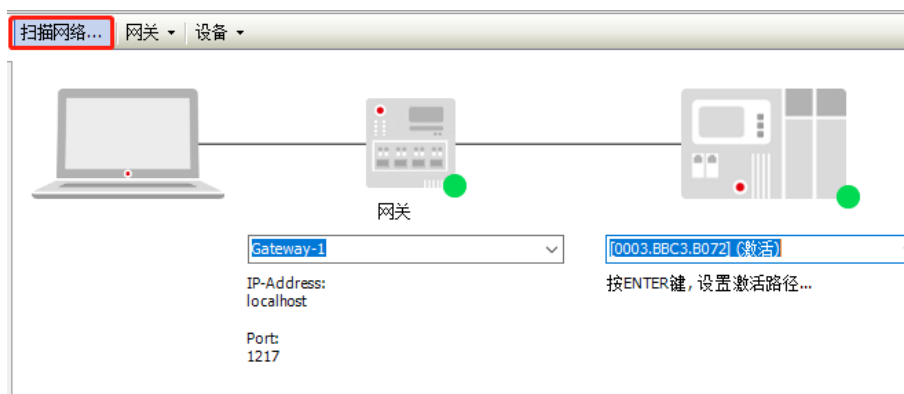 扫描网络... 网关 设备
网关
Gateway-1
[0003.BBC3.B072] (激活)
IP-Address:
localhost
按ENTER键, 设置激活路径...
Port:
1217